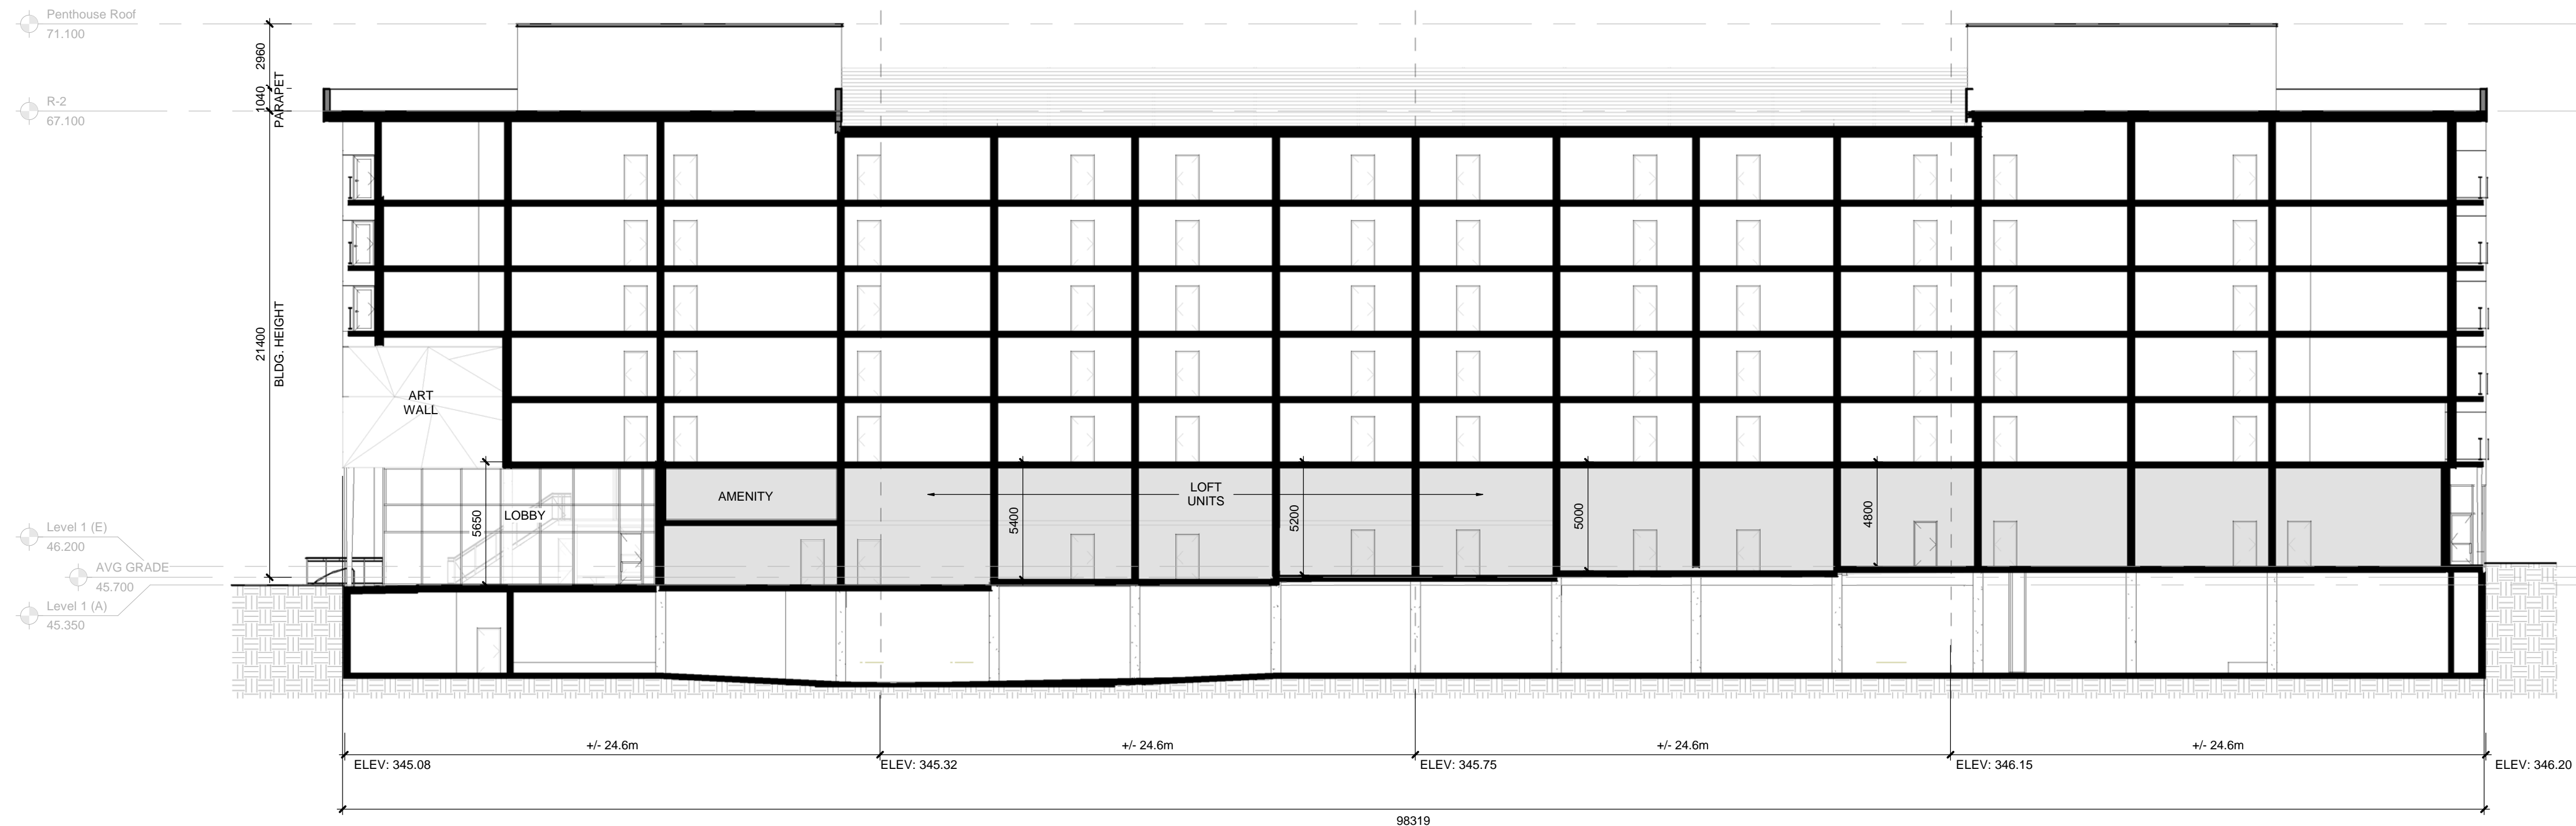 Penthouse Roof
71.100
2960
1040
PARAPET
R-2
67.100
21400
BLDG. HEIGHT
ART
WALL
AMENITY
LOFT
UNITS
LOBBY
5650
5400
5200
5000
4800
Level 1 (E)
46.200
AVG GRADE
45.700
Level 1 (A)
45.350
+/- 24.6m
+/- 24.6m
+/- 24.6m
+/- 24.6m
ELEV: 345.08
ELEV: 345.32
ELEV: 345.75
ELEV: 346.15
ELEV: 346.20
98319